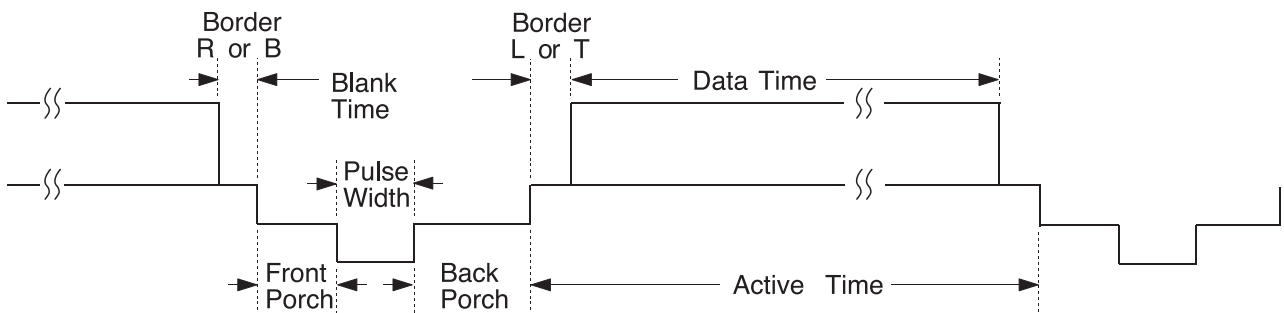 Border
R or B
Border
L or T
Blank
Time
Data Time
Pulse
Width
Front
Porch
Back
Porch
Active Time